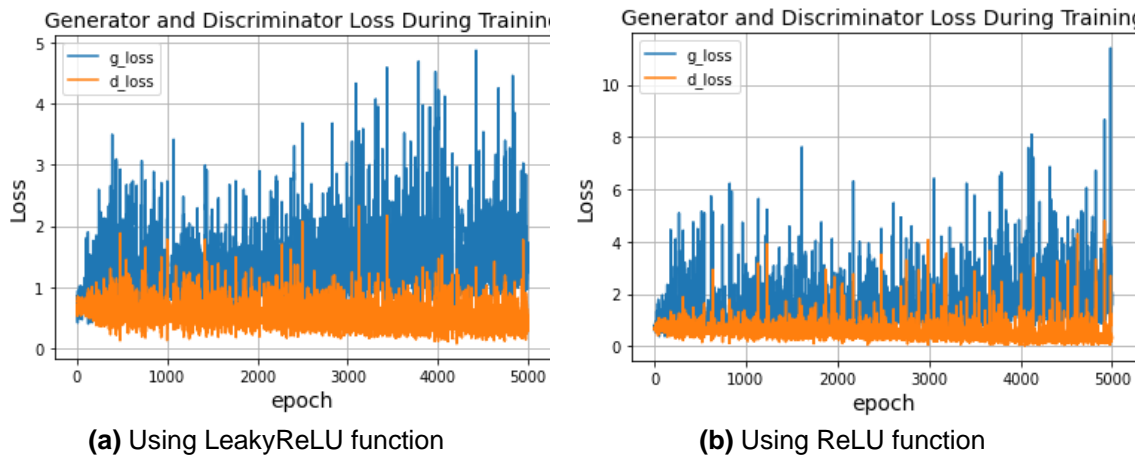 Generator and Discriminator Loss During Training
g_loss
d_loss
5
4
3
2
1
0
Loss
0 1000 2000 3000 4000 5000
epoch
(a) Using LeakyReLU function
Generator and Discriminator Loss During Training
g_loss
d_loss
10
8
6
4
2
0
Loss
0 1000 2000 3000 4000 5000
epoch
(b) Using ReLU function